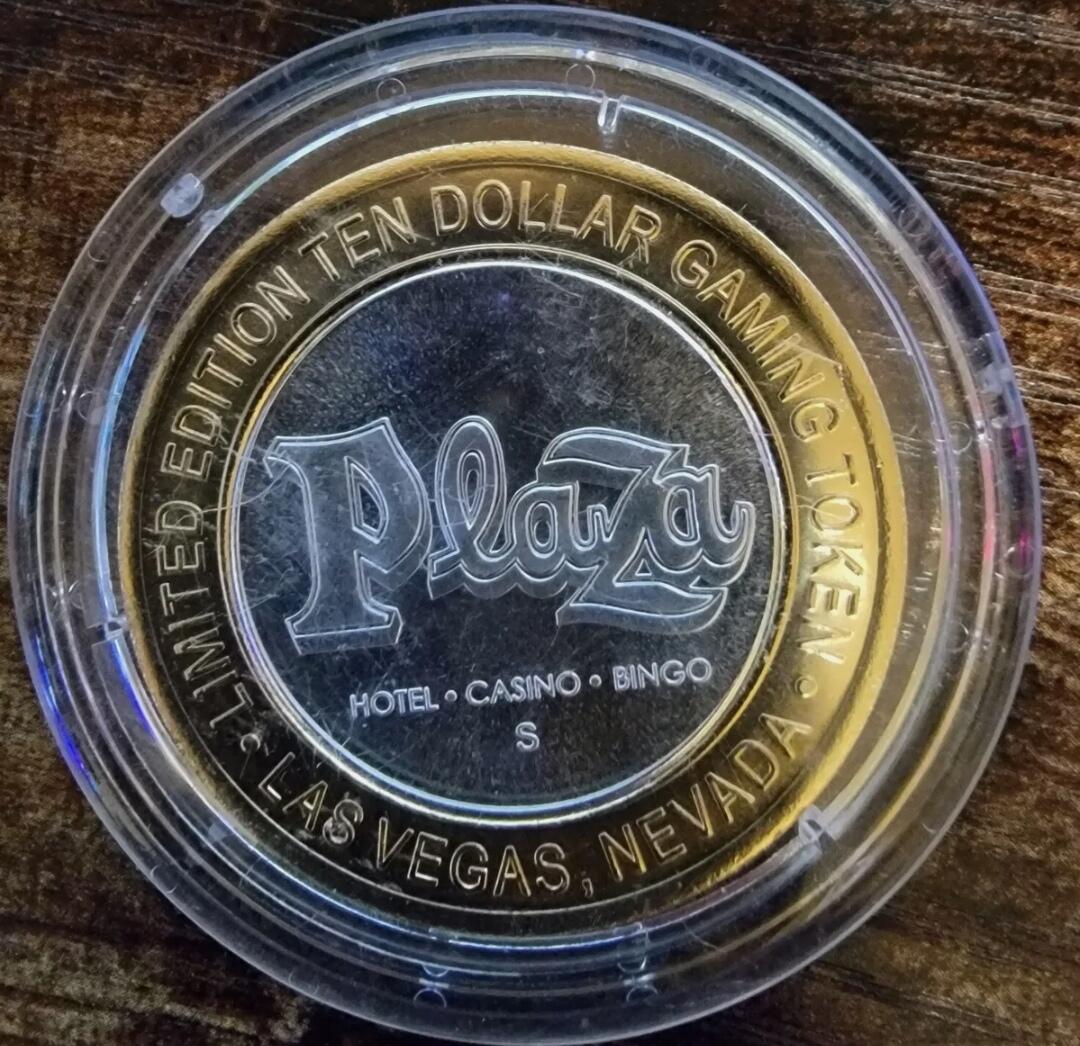 LIMITED EDITION TEN DOLLAR GAMING TOKEN
Plaza
HOTEL • CASINO • BINGO
S
• LAS VEGAS, NEVADA •